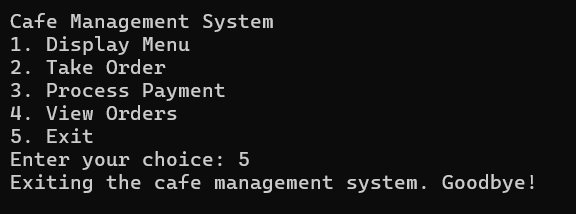 Cafe Management System
1. Display Menu
2. Take Order
3. Process Payment
4. View Orders
5. Exit
Enter your choice: 5
Exiting the cafe management system. Goodbye!